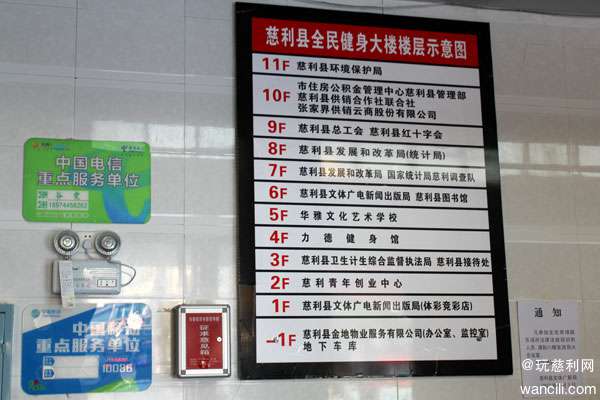 慈利县全民健身大楼楼层示意图
11F 慈利县环境保护局
10F 市住房公积金管理中心慈利县管理部
慈利县供销合作社联合社
张家界供销云商股份有限公司
9F 慈利县总工会 慈利县红十字会
8F 慈利县发展和改革局(统计局)
7F 慈利县发展和改革局 国家统计局慈利调查队
6F 慈利县文体广电新闻出版局 慈利县图书馆
5F 华雅文化艺术学校
4F 力德健身馆
3F 慈利县卫生计生综合监督执法局 慈利县接待处
2F 慈利青年创业中心
1F 慈利县文体广电新闻出版局(体彩竞彩店)
-1F 慈利县金地物业服务有限公司(办公室、监控室)
地下车库
中国电信
重点服务单位
中国移动
重点服务单位
10086
征求意见箱
通知
@玩慈利网
wancili.com